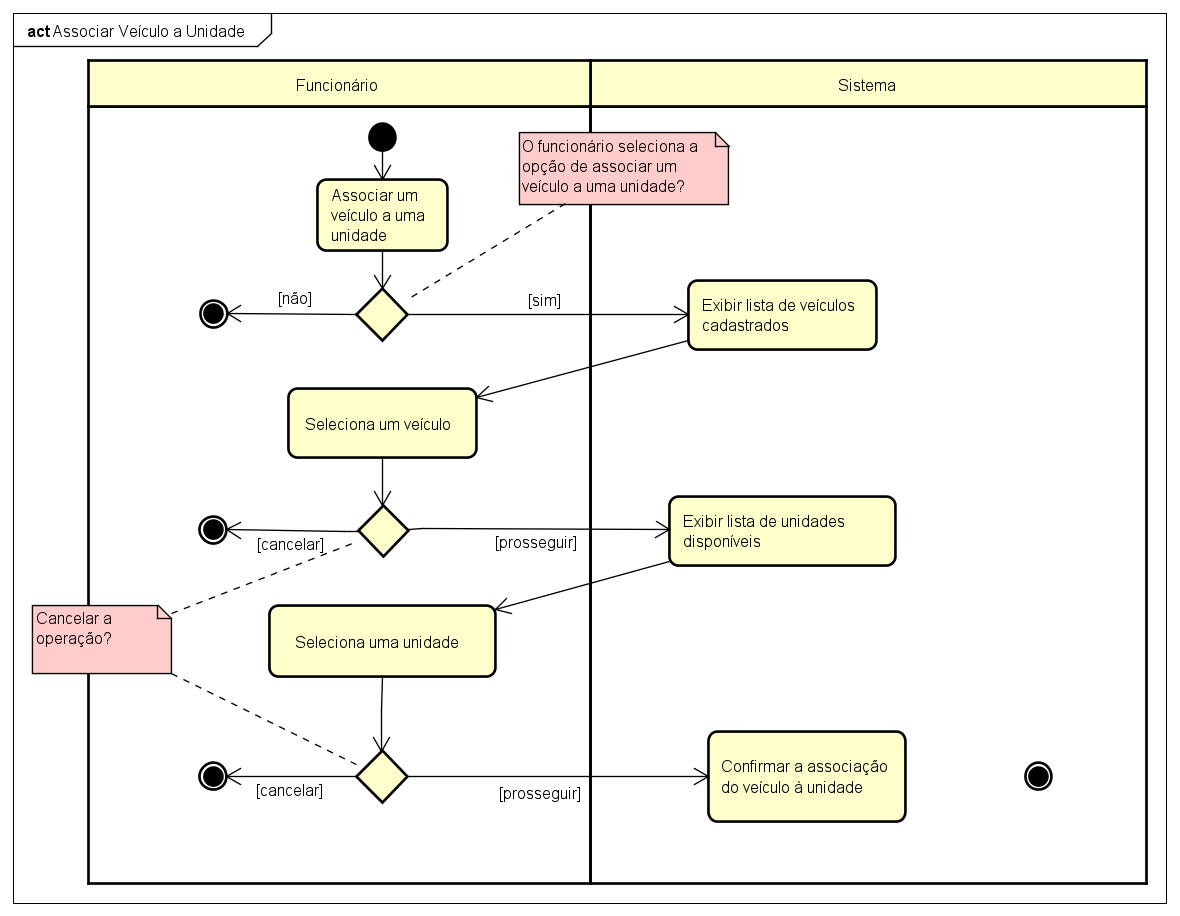 act Associar Veículo a Unidade
Funcionário
Sistema
O funcionário seleciona a
opção de associar um
veículo a uma unidade?
Associar um
veículo a uma
unidade
[não]
[sim]
Exibir lista de veículos
cadastrados
Seleciona um veículo
[cancelar]
[prosseguir]
Exibir lista de unidades
disponíveis
Cancelar a
operação?
Seleciona uma unidade
[cancelar]
[prosseguir]
Confirmar a associação
do veículo à unidade